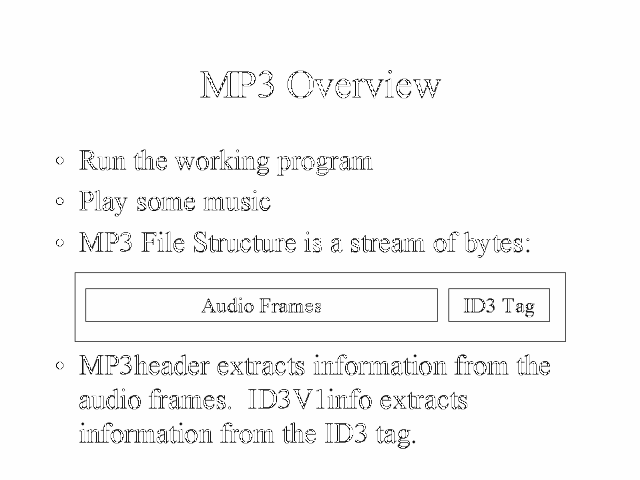 MP3 Overview
• Run the working program
• Play some music
• MP3 File Structure is a stream of bytes:
Audio Frames ID3 Tag
• MP3header extracts information from the
audio frames.  ID3V1info extracts
information from the ID3 tag.